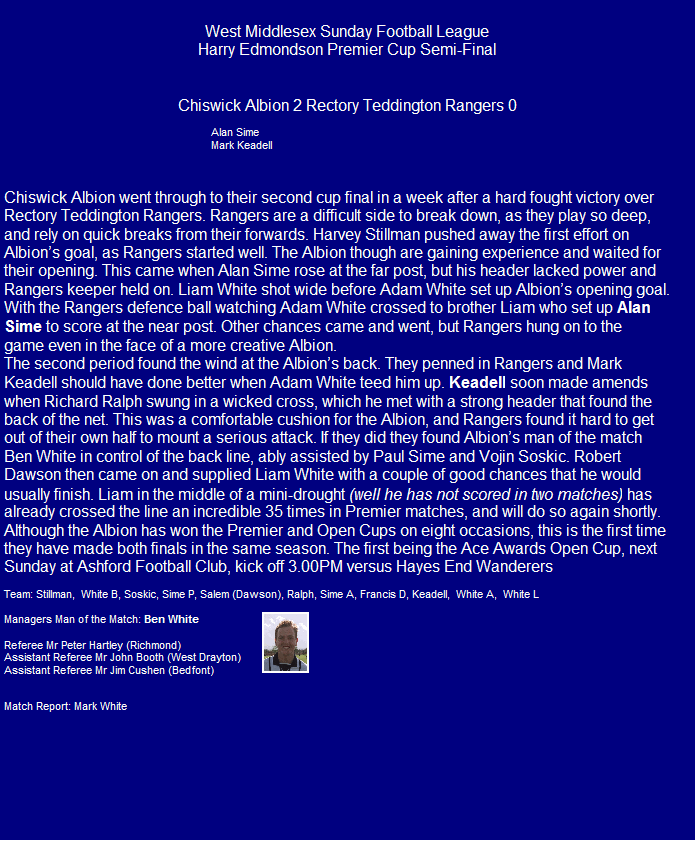 West Middlesex Sunday Football League
Harry Edmondson Premier Cup Semi-Final
Chiswick Albion 2 Rectory Teddington Rangers 0
Alan Sime
Mark Keadell
Chiswick Albion went through to their second cup final in a week after a hard fought victory over
Rectory Teddington Rangers. Rangers are a difficult side to break down, as they play so deep,
and rely on quick breaks from their forwards. Harvey Stillman pushed away the first effort on
Albion's goal, as Rangers started well. The Albion though are gaining experience and waited for
their opening. This came when Alan Sime rose at the far post, but his header lacked power and
Rangers keeper held on. Liam White shot wide before Adam White set up Albion's opening goal.
With the Rangers defence ball watching Adam White crossed to brother Liam who set up Alan
Sime to score at the near post. Other chances came and went, but Rangers hung on to the
game even in the face of a more creative Albion.
The second period found the wind at the Albion's back. They penned in Rangers and Mark
Keadell should have done better when Adam White teed him up. Keadell soon made amends
when Richard Ralph swung in a wicked cross, which he met with a strong header that found the
back of the net. This was a comfortable cushion for the Albion, and Rangers found it hard to get
out of their own half to mount a serious attack. If they did they found Albion's man of the match
Ben White in control of the back line, ably assisted by Paul Sime and Vojin Soskic. Robert
Dawson then came on and supplied Liam White with a couple of good chances that he would
usually finish. Liam in the middle of a mini-drought (well he has not scored in two matches) has
already crossed the line an incredible 35 times in Premier matches, and will do so again shortly.
Although the Albion has won the Premier and Open Cups on eight occasions, this is the first time
they have made both finals in the same season. The first being the Ace Awards Open Cup, next
Sunday at Ashford Football Club, kick off 3.00PM versus Hayes End Wanderers
Team: Stillman,  White B, Soskic, Sime P, Salem (Dawson), Ralph, Sime A, Francis D, Keadell,  White A,  White L
Managers Man of the Match: Ben White
Referee Mr Peter Hartley (Richmond)
Assistant Referee Mr John Booth (West Drayton)
Assistant Referee Mr Jim Cushen (Bedfont)
Match Report: Mark White